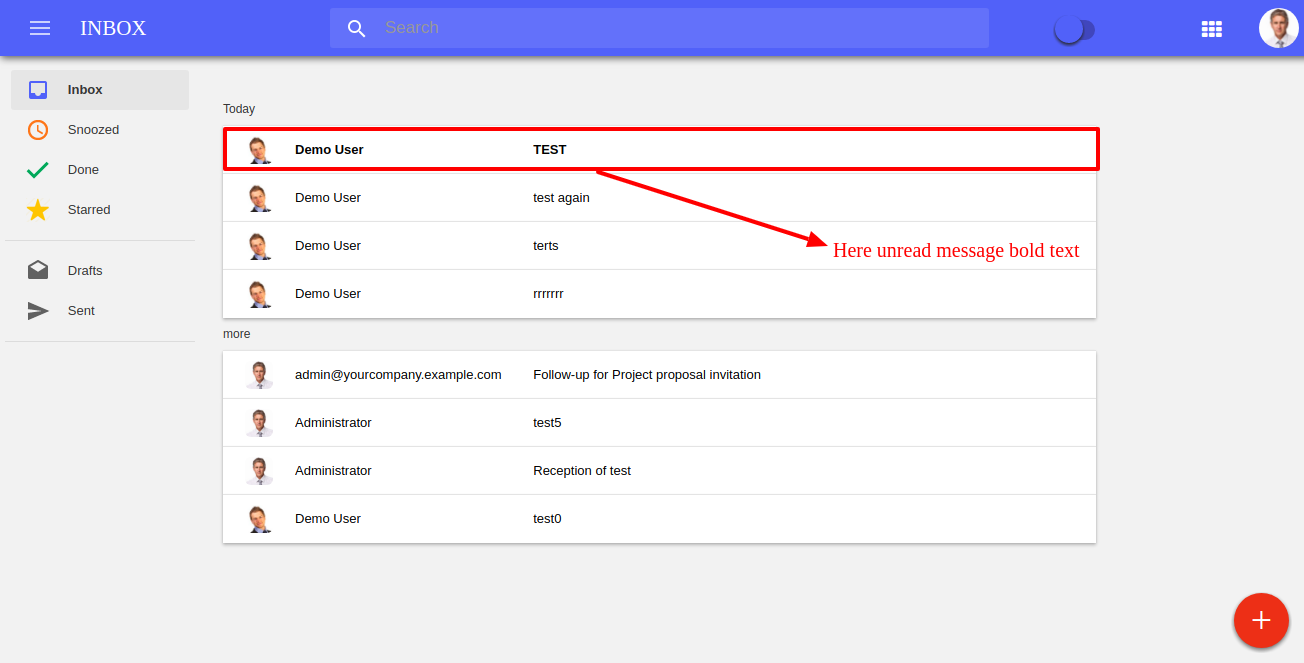 INBOX
Search
Inbox
Snoozed
Done
Starred
Drafts
Sent
Today
Demo User TEST
Demo User test again
Demo User terts
Here unread message bold text
Demo User rrrrrrr
more
admin@yourcompany.example.com Follow-up for Project proposal invitation
Administrator test5
Administrator Reception of test
Demo User test0